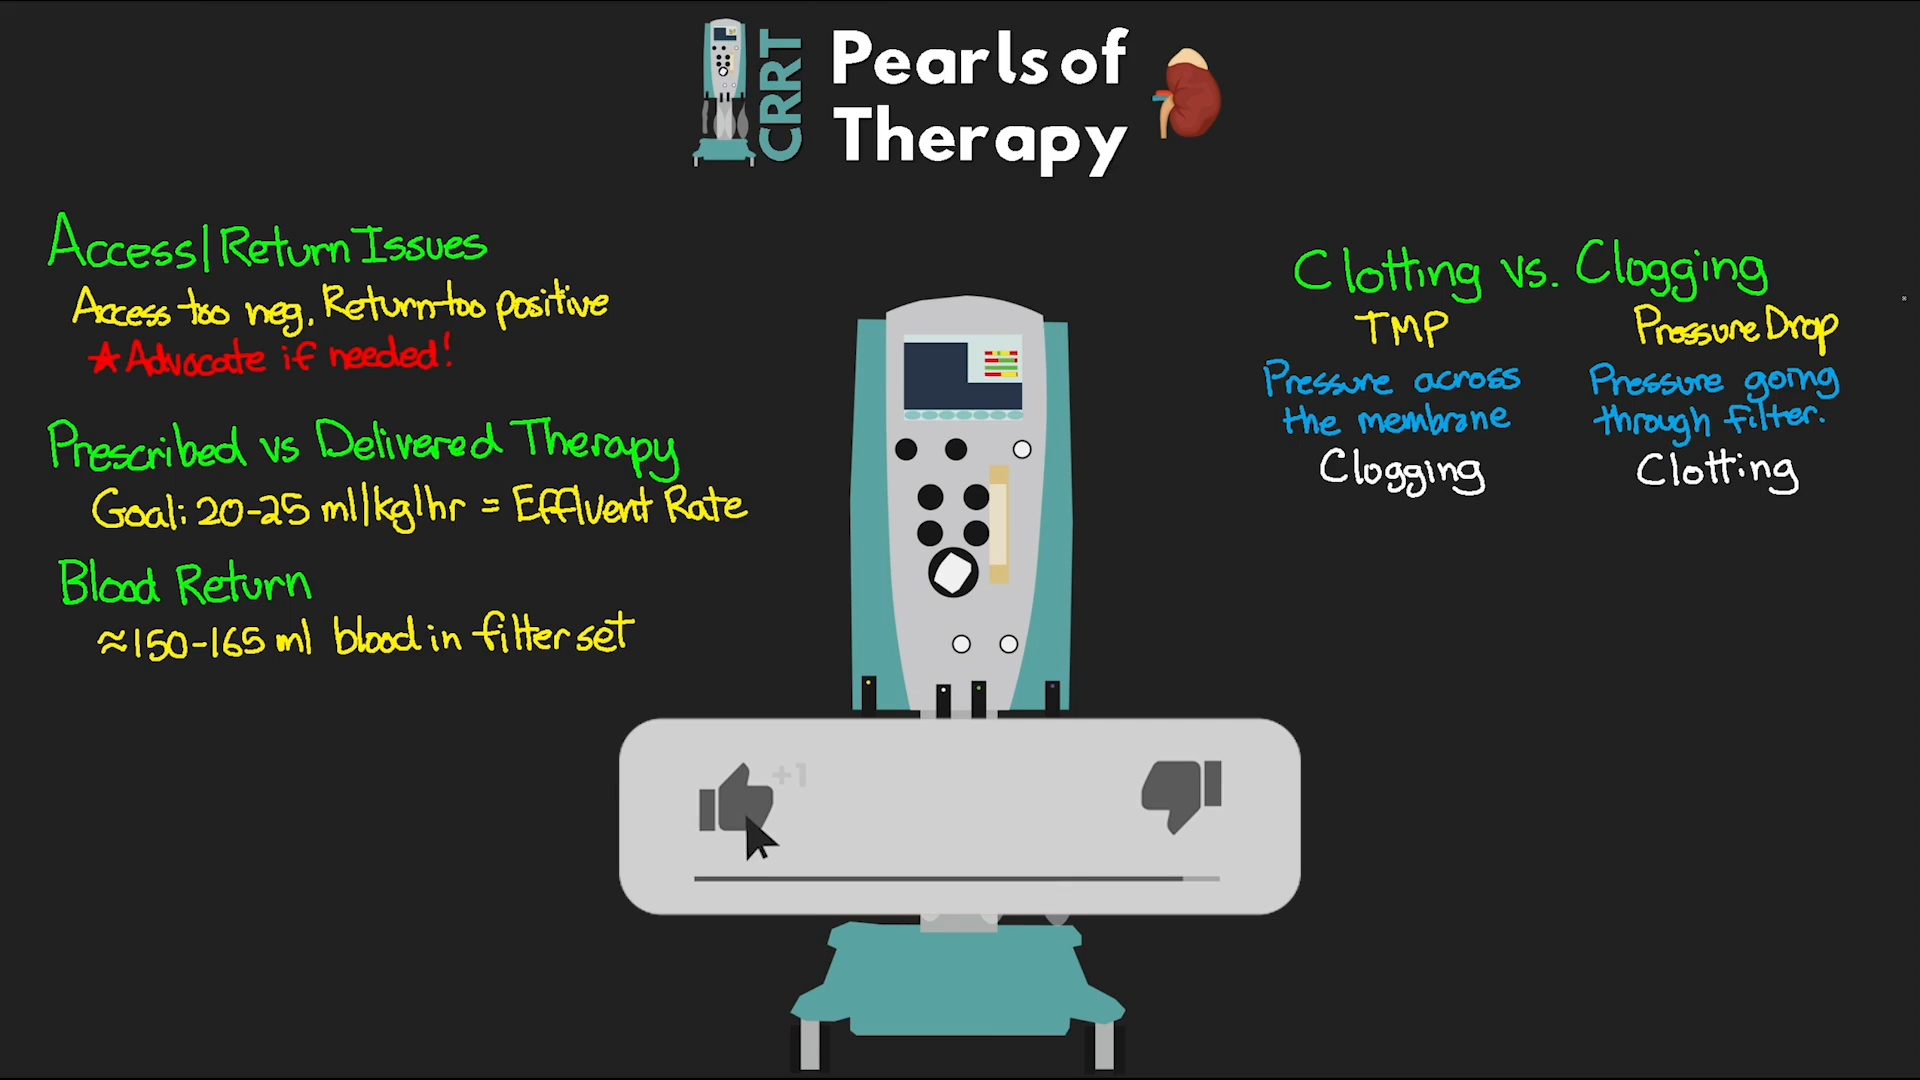 CRRT
Pearls of
Therapy
Access/Return Issues
Access too neg. Return too positive
★ Advocate if needed!
Prescribed vs Delivered Therapy
Goal: 20-25 ml/kg/hr = Effluent Rate
Blood Return
≈150-165 ml blood in filter set
Clotting vs. Clogging
TMP
Pressure across
the membrane
Clogging
Pressure Drop
Pressure going
through filter.
Clotting
+1